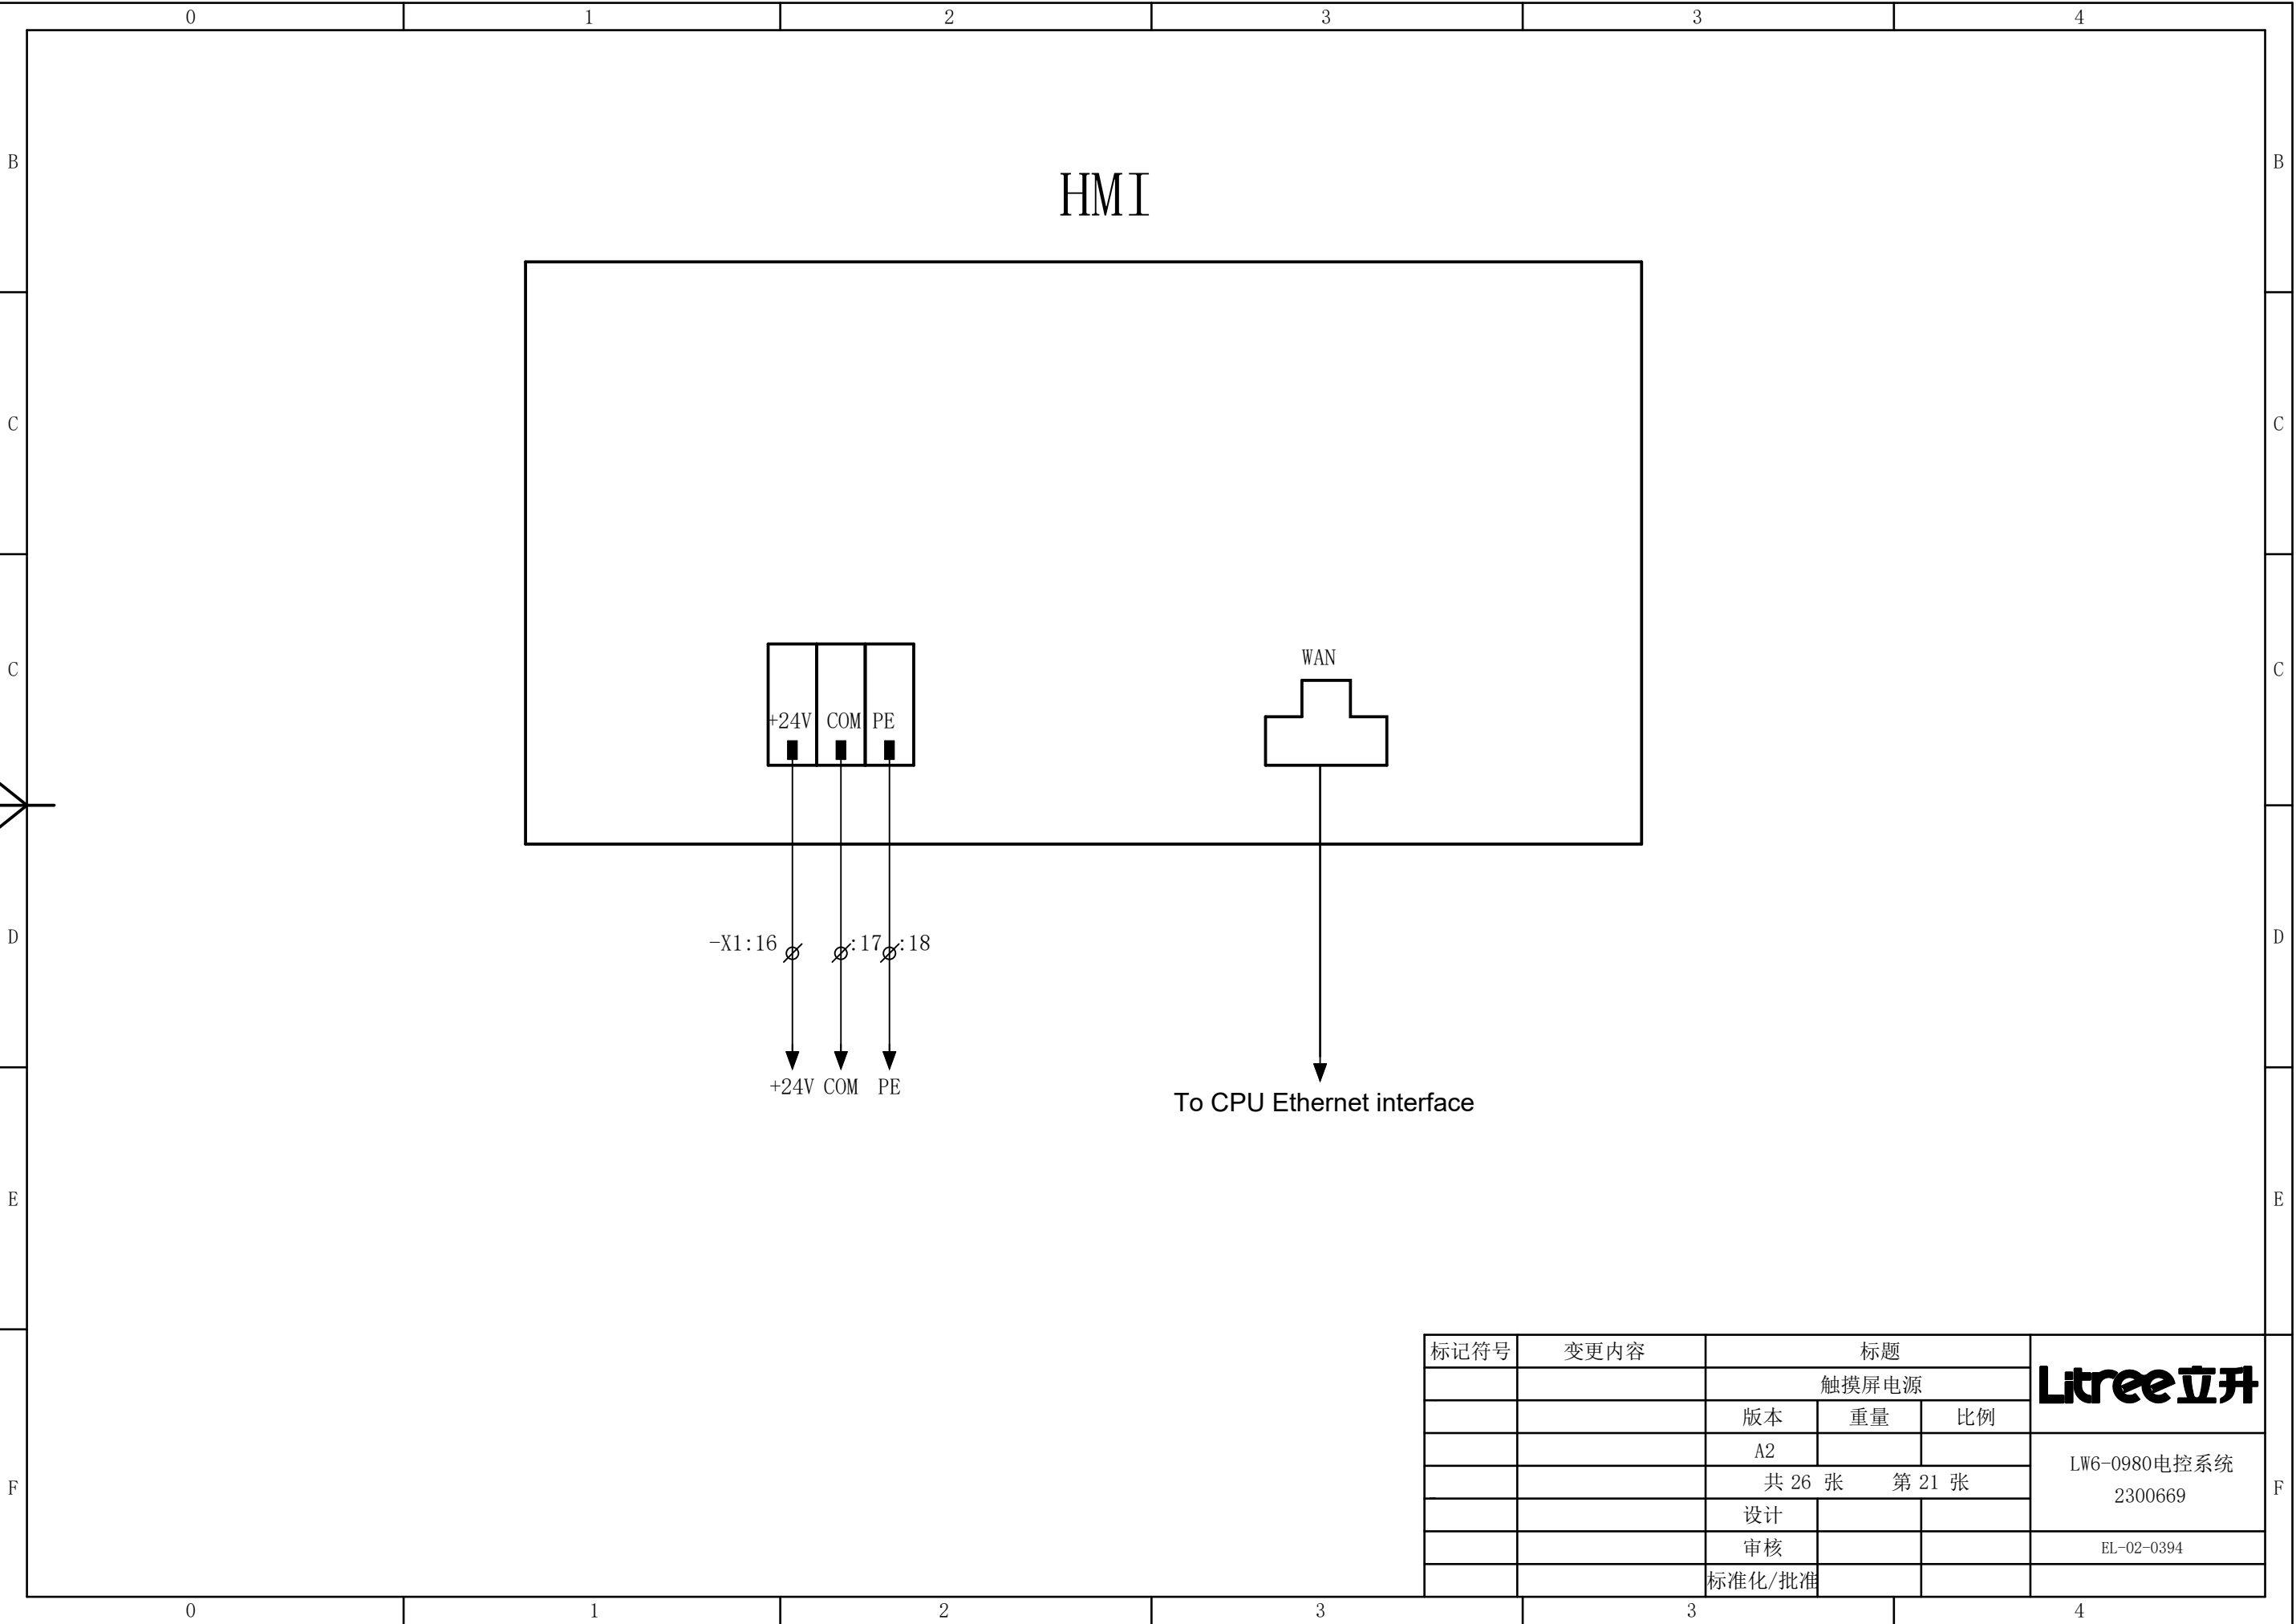 0 1 2 3 3 4
B B
HMI
C C
C C
WAN
+24V COM PE
D D
-X1:16 :17 :18
+24V COM PE
To CPU Ethernet interface
E E
标记符号 变更内容 标题
触摸屏电源
Litree立升
版本 重量 比例
A2
LW6-0980电控系统
共 26 张 第 21 张
2300669
F F
设计
审核
EL-02-0394
标准化/批准
0 1 2 3 3 4